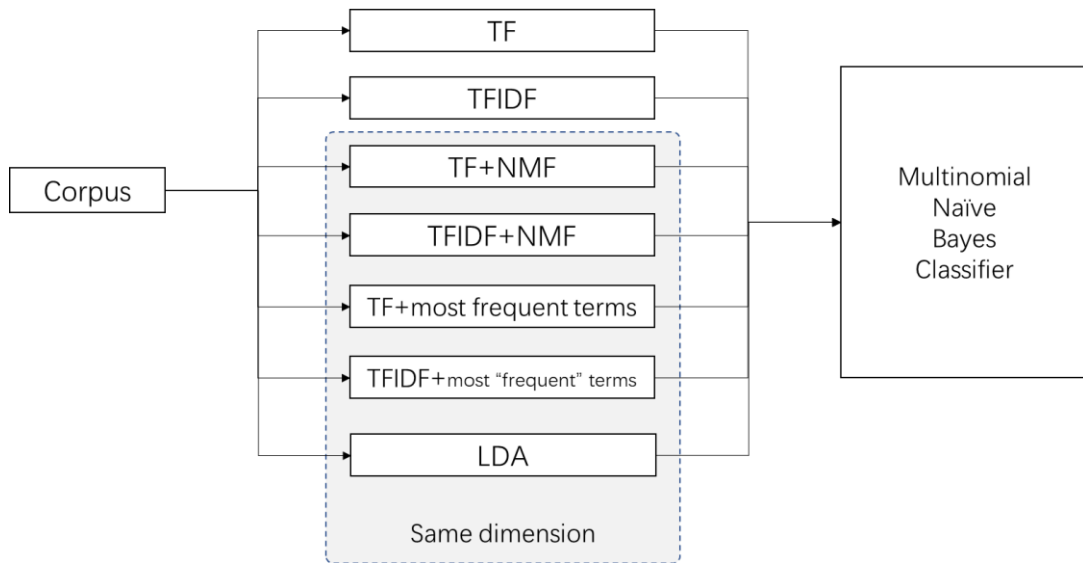 TF
TFIDF
TF+NMF
Corpus
TFIDF+NMF
TF+most frequent terms
TFIDF+most “frequent” terms
LDA
Same dimension
Multinomial
Naïve
Bayes
Classifier